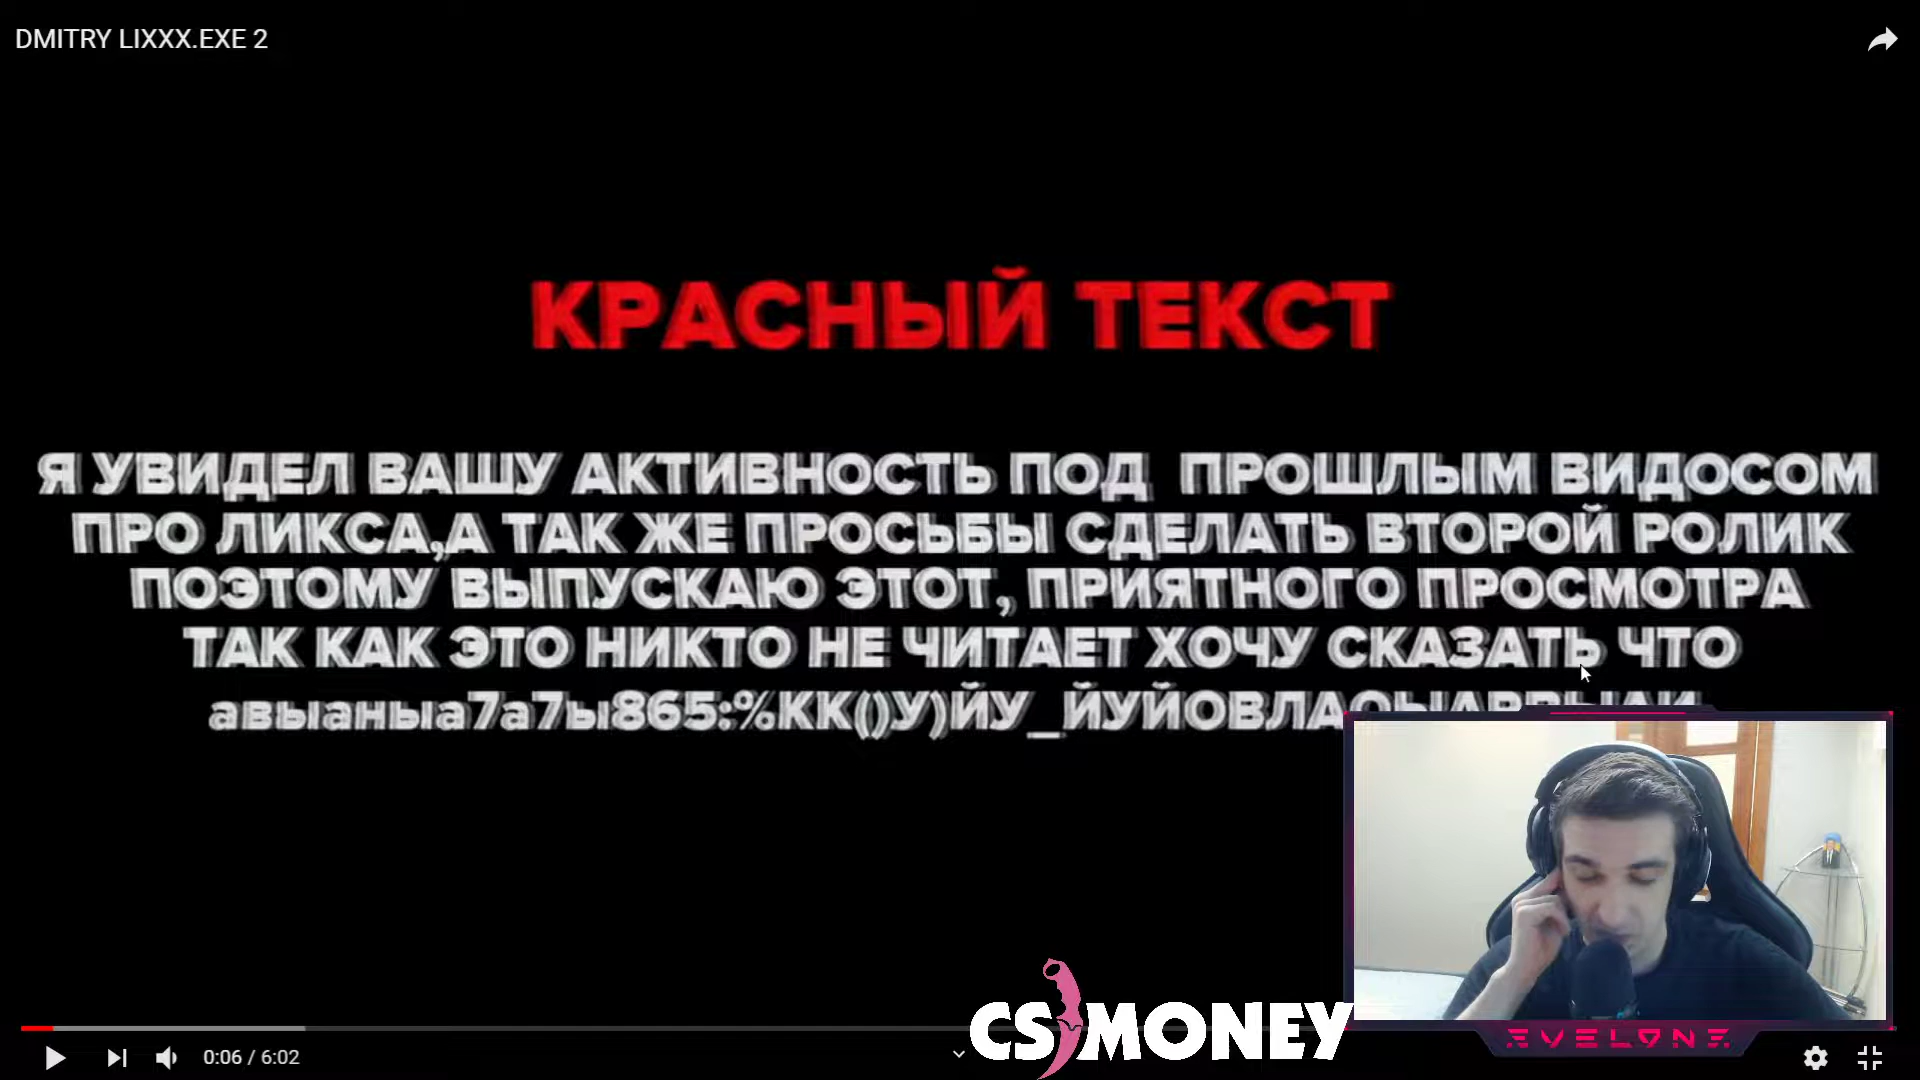 DMITRY LIXXX.EXE 2
КРАСНЫЙ ТЕКСТ
Я УВИДЕЛ ВАШУ АКТИВНОСТЬ ПОД ПРОШЛЫМ ВИДОСОМ
ПРО ЛИКСА,А ТАК ЖЕ ПРОСЬБЫ СДЕЛАТЬ ВТОРОЙ РОЛИК
ПОЭТОМУ ВЫПУСКАЮ ЭТОТ, ПРИЯТНОГО ПРОСМОТРА
ТАК КАК ЭТО НИКТО НЕ ЧИТАЕТ ХОЧУ СКАЗАТЬ ЧТО
авыаныа7а7ы865:%КК()У)ЙУ_
CS MONEY
EVELONE
0:06 / 6:02